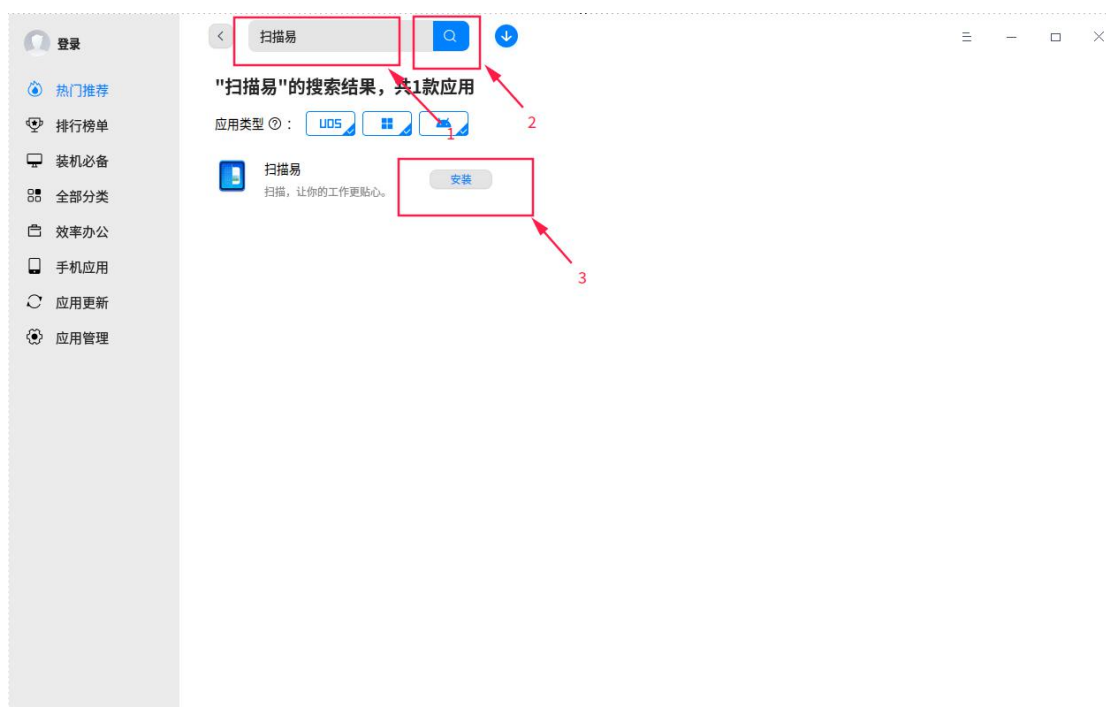 登录
热门推荐
排行榜单
装机必备
全部分类
效率办公
手机应用
应用更新
应用管理
扫描易
"扫描易"的搜索结果，共1款应用
应用类型 ? ： UOS
扫描易
扫描，让你的工作更贴心。
安装
1
2
3